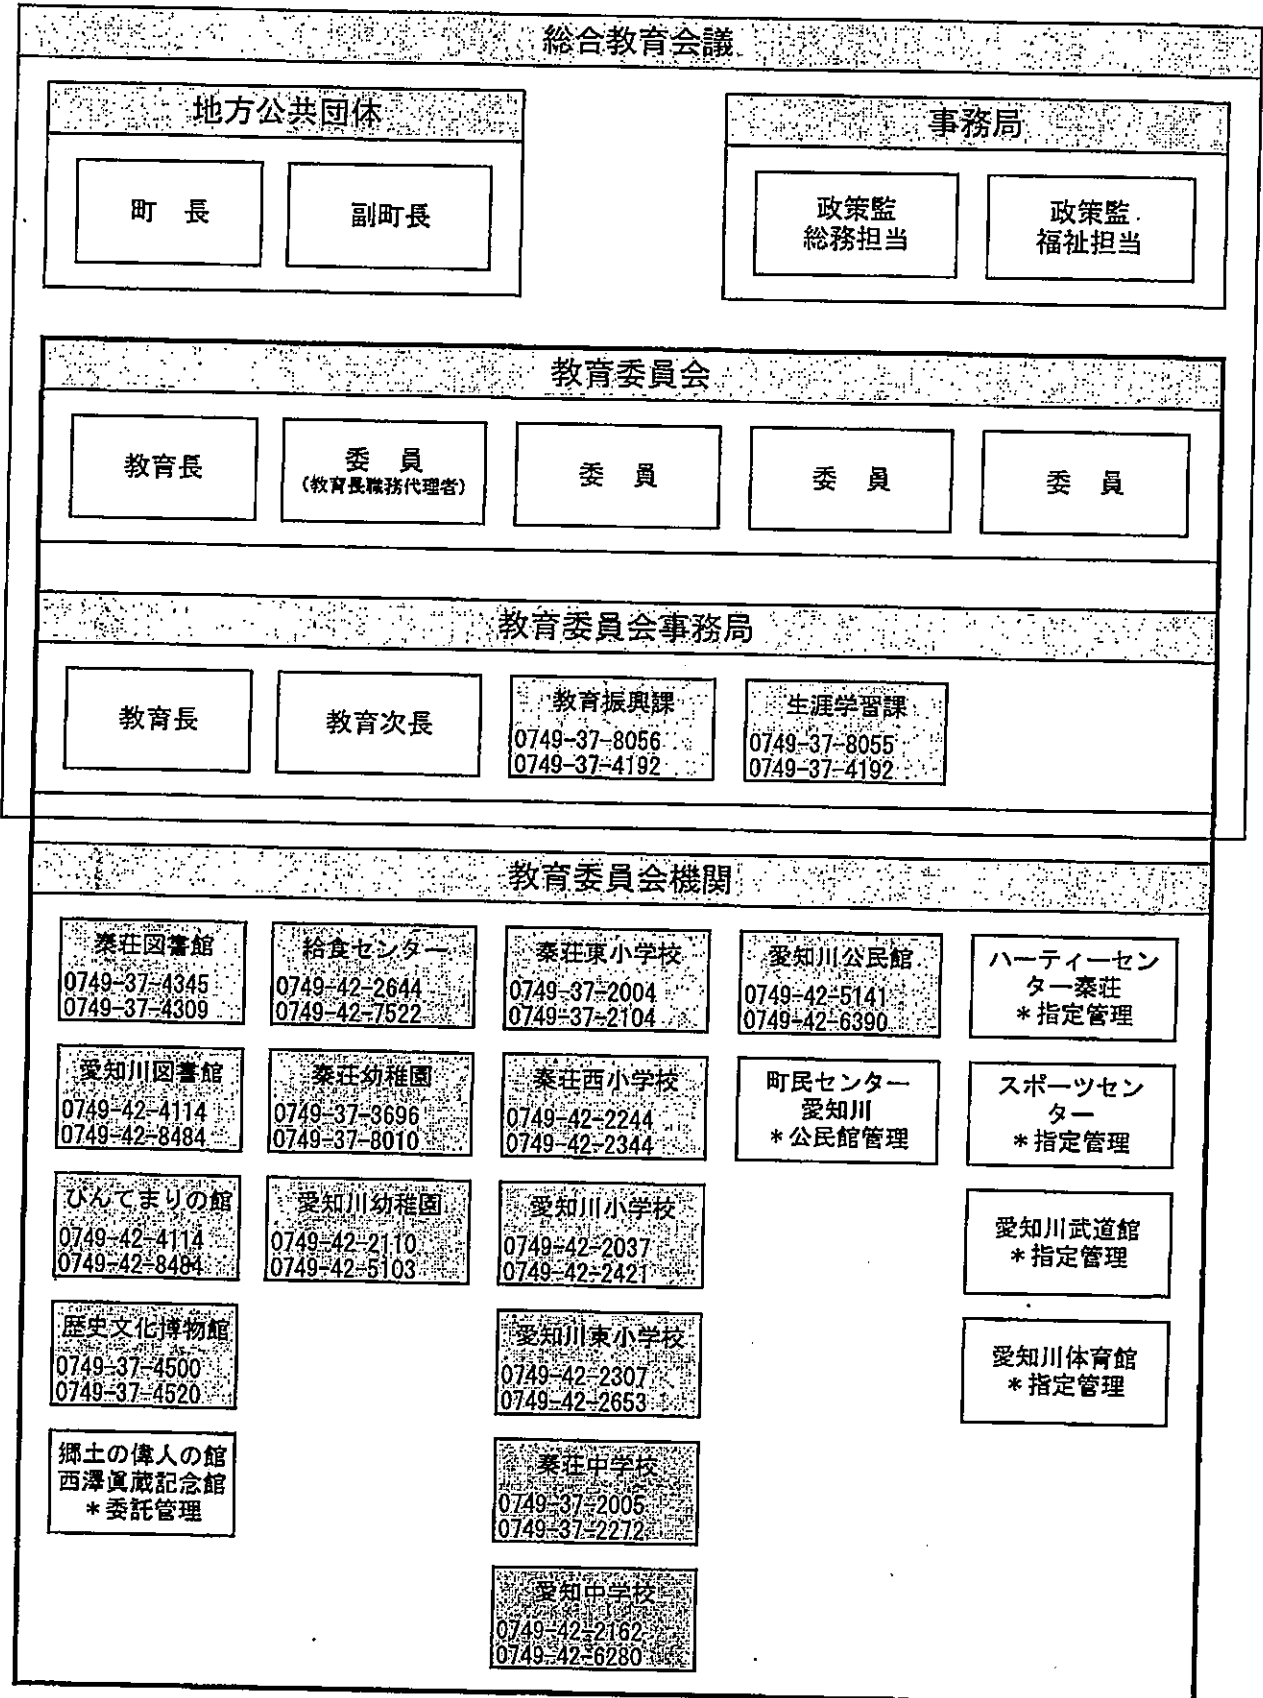 総合教育会議
地方公共団体
町　長
副町長
事務局
政策監
総務担当
政策監
福祉担当
教育委員会
教育長
委　員
（教育長職務代理者）
委　員
委　員
委　員
教育委員会事務局
教育長
教育次長
教育振興課
0749-37-8056
0749-37-4192
生涯学習課
0749-37-8055
0749-37-4192
教育委員会機関
秦荘図書館
0749-37-4345
0749-37-4309
給食センター
0749-42-2644
0749-42-7522
秦荘東小学校
0749-37-2004
0749-37-2104
愛知川公民館
0749-42-5141
0749-42-6390
ハーティーセン
ター秦荘
＊指定管理
愛知川図書館
0749-42-4114
0749-42-8484
秦荘幼稚園
0749-37-3696
0749-37-8010
秦荘西小学校
0749-42-2244
0749-42-2344
町民センター
愛知川
＊公民館管理
スポーツセン
ター
＊指定管理
びんてまりの館
0749-42-4114
0749-42-8484
愛知川幼稚園
0749-42-2110
0749-42-5103
愛知川小学校
0749-42-2037
0749-42-2421
愛知川武道館
＊指定管理
歴史文化博物館
0749-37-4500
0749-37-4520
愛知川東小学校
0749-42-2307
0749-42-2653
愛知川体育館
＊指定管理
郷土の偉人の館
西澤眞蔵記念館
＊委託管理
秦荘中学校
0749-37-2005
0749-37-2272
愛知中学校
0749-42-2162
0749-42-6280